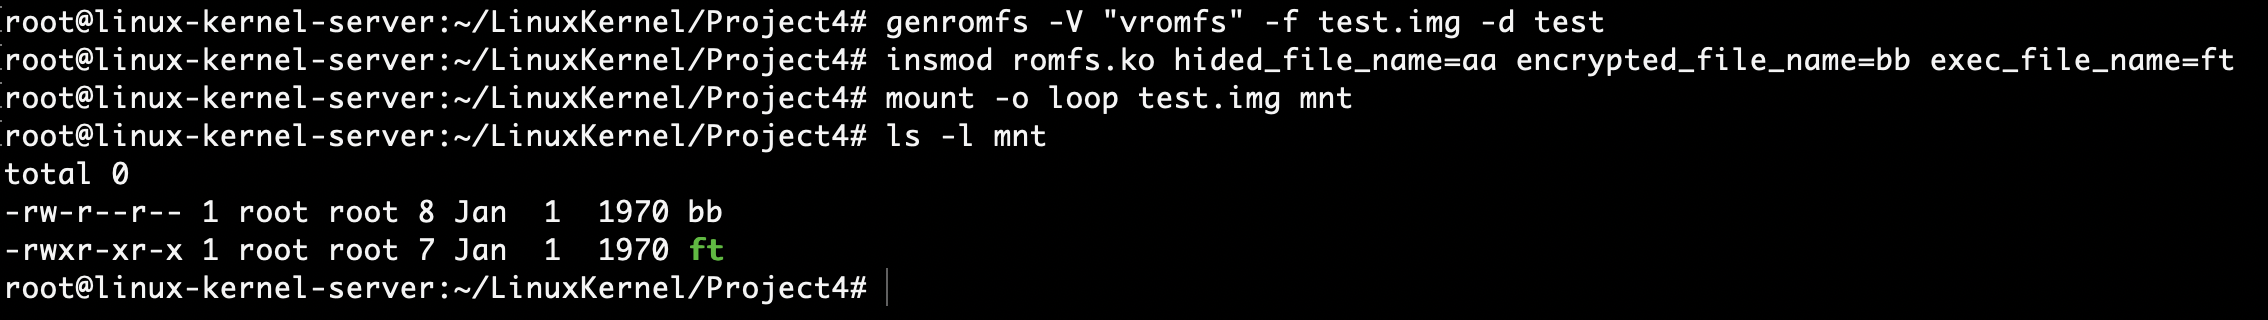 root@linux-kernel-server:~/LinuxKernel/Project4# genromfs -V "vromfs" -f test.img -d test
root@linux-kernel-server:~/LinuxKernel/Project4# insmod romfs.ko hided_file_name=aa encrypted_file_name=bb exec_file_name=ft
root@linux-kernel-server:~/LinuxKernel/Project4# mount -o loop test.img mnt
root@linux-kernel-server:~/LinuxKernel/Project4# ls -l mnt
total 0
-rw-r--r-- 1 root root 8 Jan  1  1970 bb
-rwxr-xr-x 1 root root 7 Jan  1  1970 ft
root@linux-kernel-server:~/LinuxKernel/Project4#